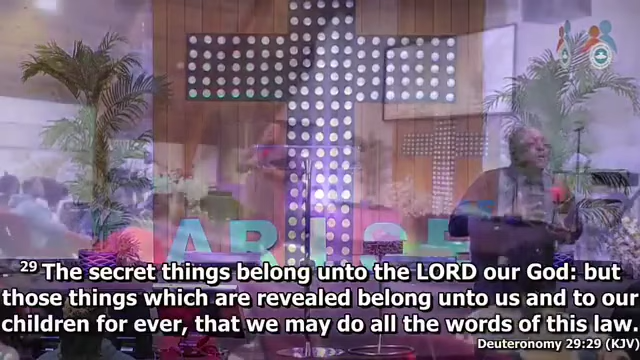 ARISE
29 The secret things belong unto the LORD our God: but
those things which are revealed belong unto us and to our
children for ever, that we may do all the words of this law.
Deuteronomy 29:29 (KJV)